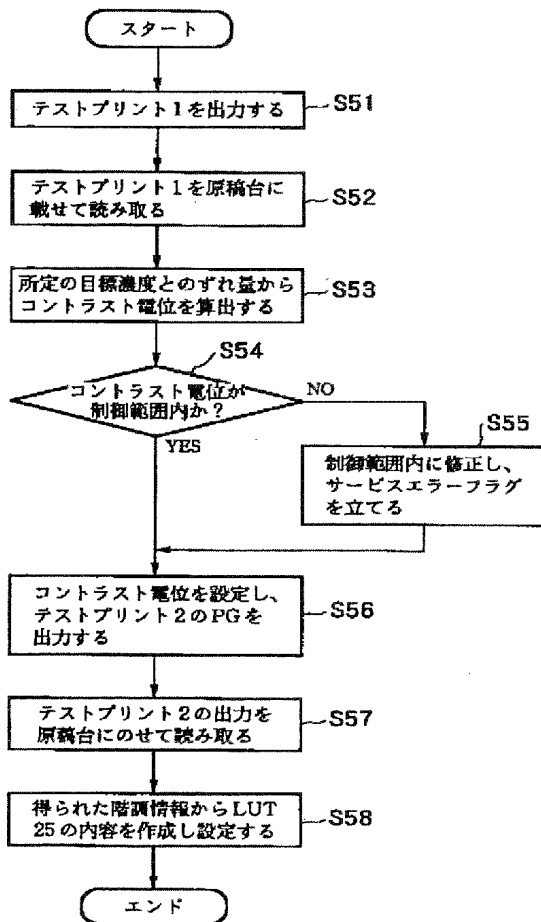 スタート
テストプリント1を出力する
S51
テストプリント1を原稿台に
載せて読み取る
S52
所定の目標濃度とのずれ量から
コントラスト電位を算出する
S53
S54
コントラスト電位が
制御範囲内か?
NO
YES
S55
制御範囲内に修正し、
サービスエラーフラグ
を立てる
コントラスト電位を設定し、
テストプリント2のPGを
出力する
S56
テストプリント2の出力を
原稿台にのせて読み取る
S57
得られた階調情報からLUT
25の内容を作成し設定する
S58
エンド